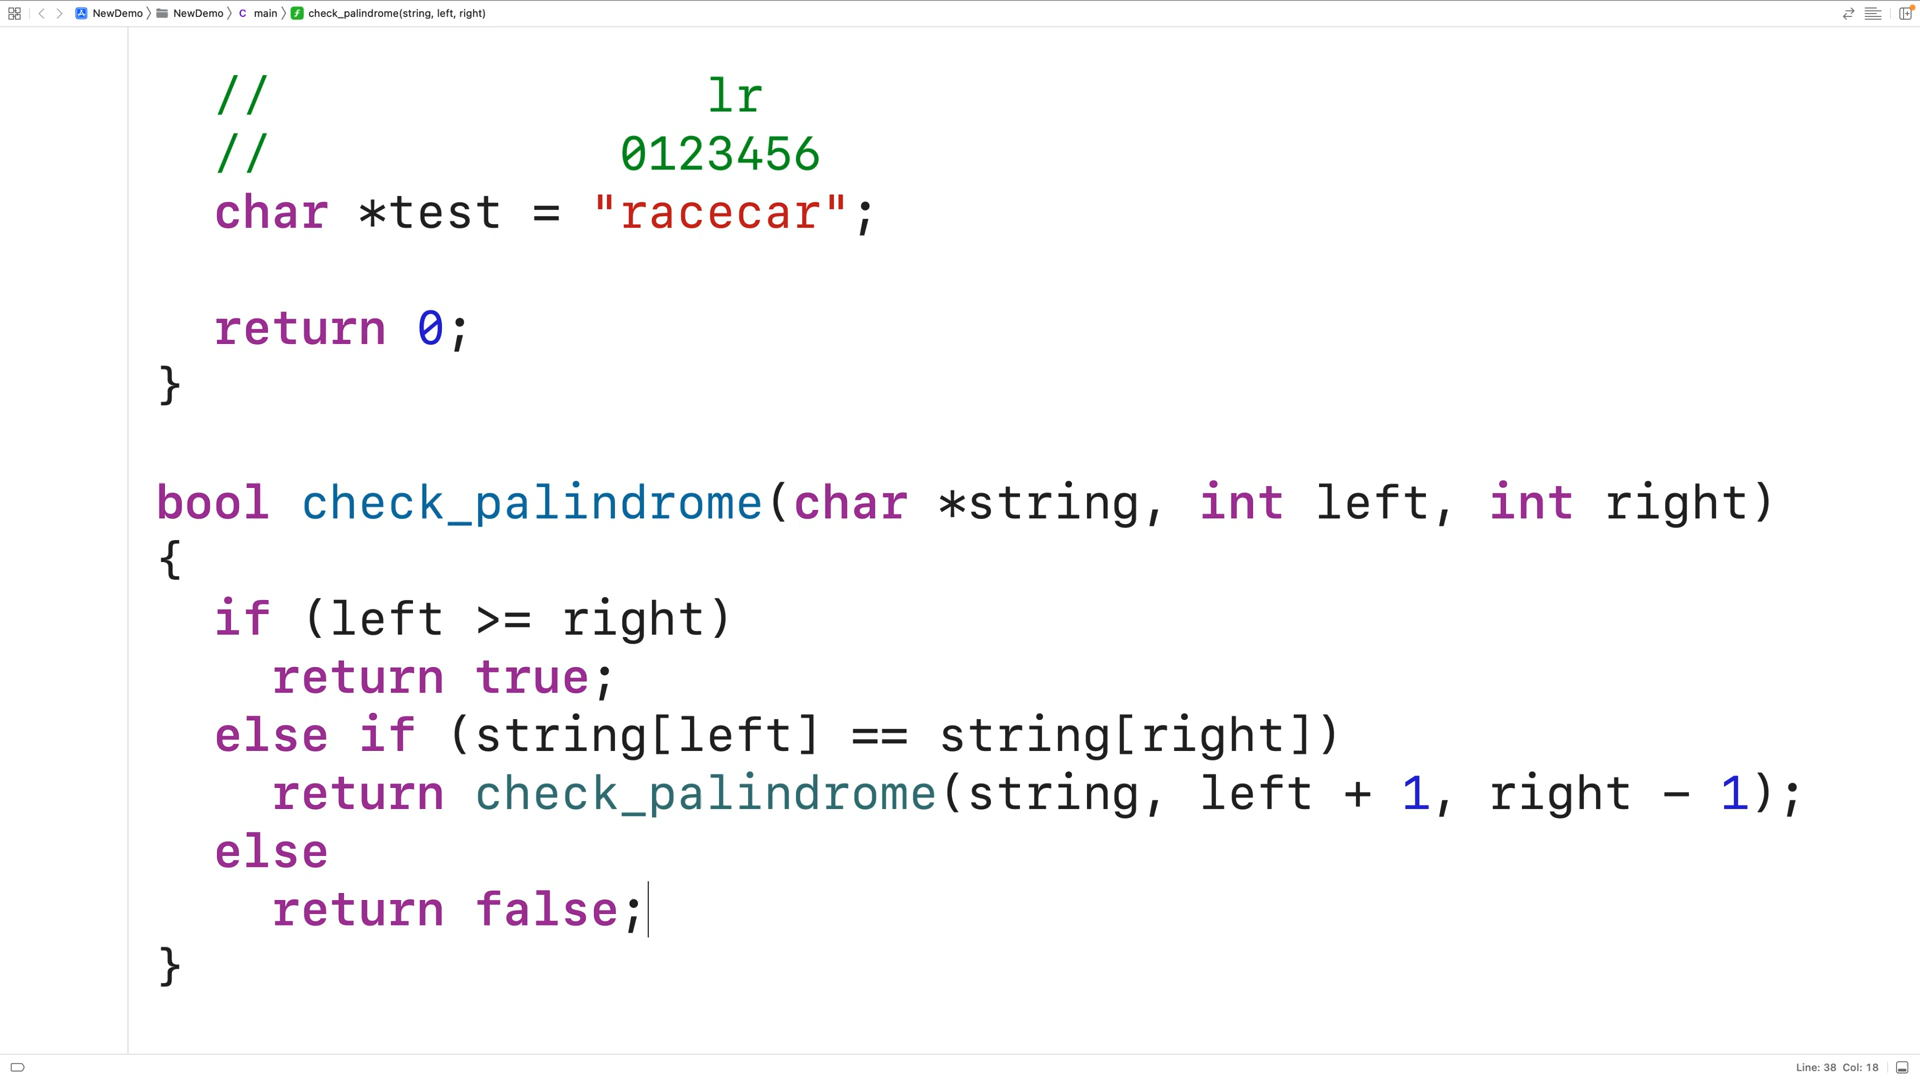 NewDemo NewDemo C main f check_palindrome(string, left, right)
// lr
// 0123456
char *test = "racecar";
return 0;
}
bool check_palindrome(char *string, int left, int right)
{
if (left >= right)
return true;
else if (string[left] == string[right])
return check_palindrome(string, left + 1, right - 1);
else
return false;
}
Line: 38 Col: 18